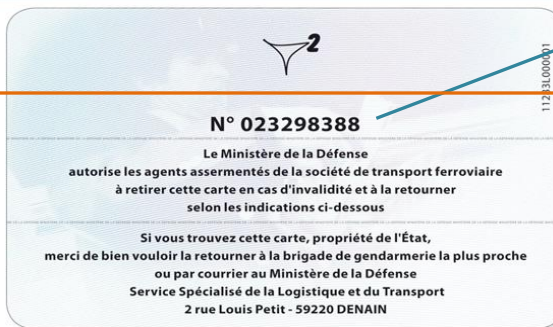 2
N° 023298388
Le Ministère de la Défense
autorise les agents assermentés de la société de transport ferroviaire
à retirer cette carte en cas d'invalidité et à la retourner
selon les indications ci-dessous
Si vous trouvez cette carte, propriété de l'État,
merci de bien vouloir la retourner à la brigade de gendarmerie la plus proche
ou par courrier au Ministère de la Défense
Service Spécialisé de la Logistique et du Transport
2 rue Louis Petit - 59220 DENAIN